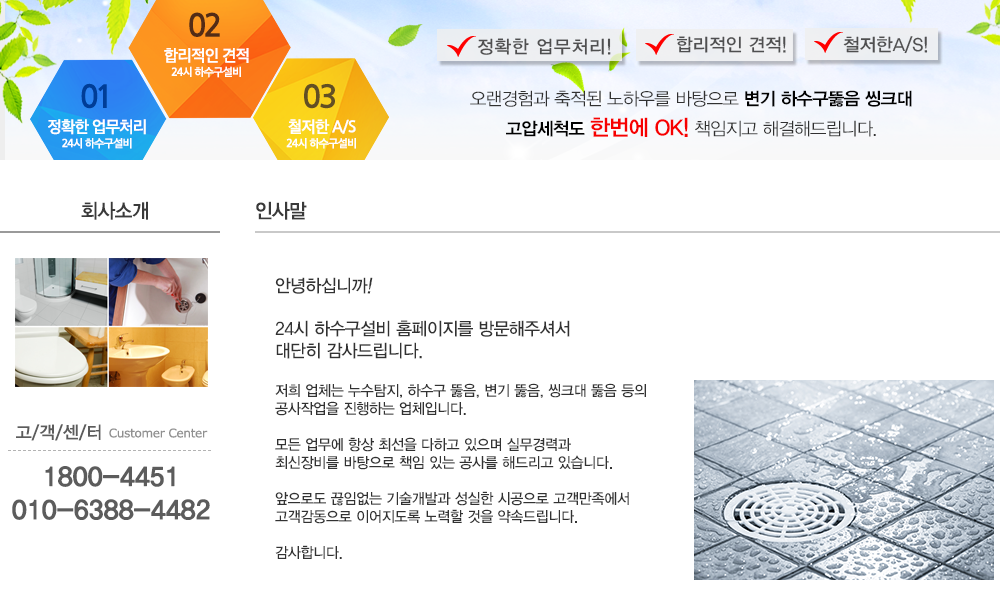 01
정확한 업무처리
24시 하수구설비
02
합리적인 견적
24시 하수구설비
03
철저한 A/S
24시 하수구설비
정확한 업무처리!
합리적인 견적!
철저한A/S!
오랜경험과 축적된 노하우를 바탕으로 변기 하수구뚫음 씽크대
고압세척도 한번에 OK! 책임지고 해결해드립니다.
회사소개
고/객/센/터 Customer Center
1800-4451
010-6388-4482
인사말
안녕하십니까!
24시 하수구설비 홈페이지를 방문해주셔서
대단히 감사드립니다.
저희 업체는 누수탐지, 하수구 뚫음, 변기 뚫음, 씽크대 뚫음 등의
공사작업을 진행하는 업체입니다.
모든 업무에 항상 최선을 다하고 있으며 실무경력과
최신장비를 바탕으로 책임 있는 공사를 해드리고 있습니다.
앞으로도 끊임없는 기술개발과 성실한 시공으로 고객만족에서
고객감동으로 이어지도록 노력할 것을 약속드립니다.
감사합니다.